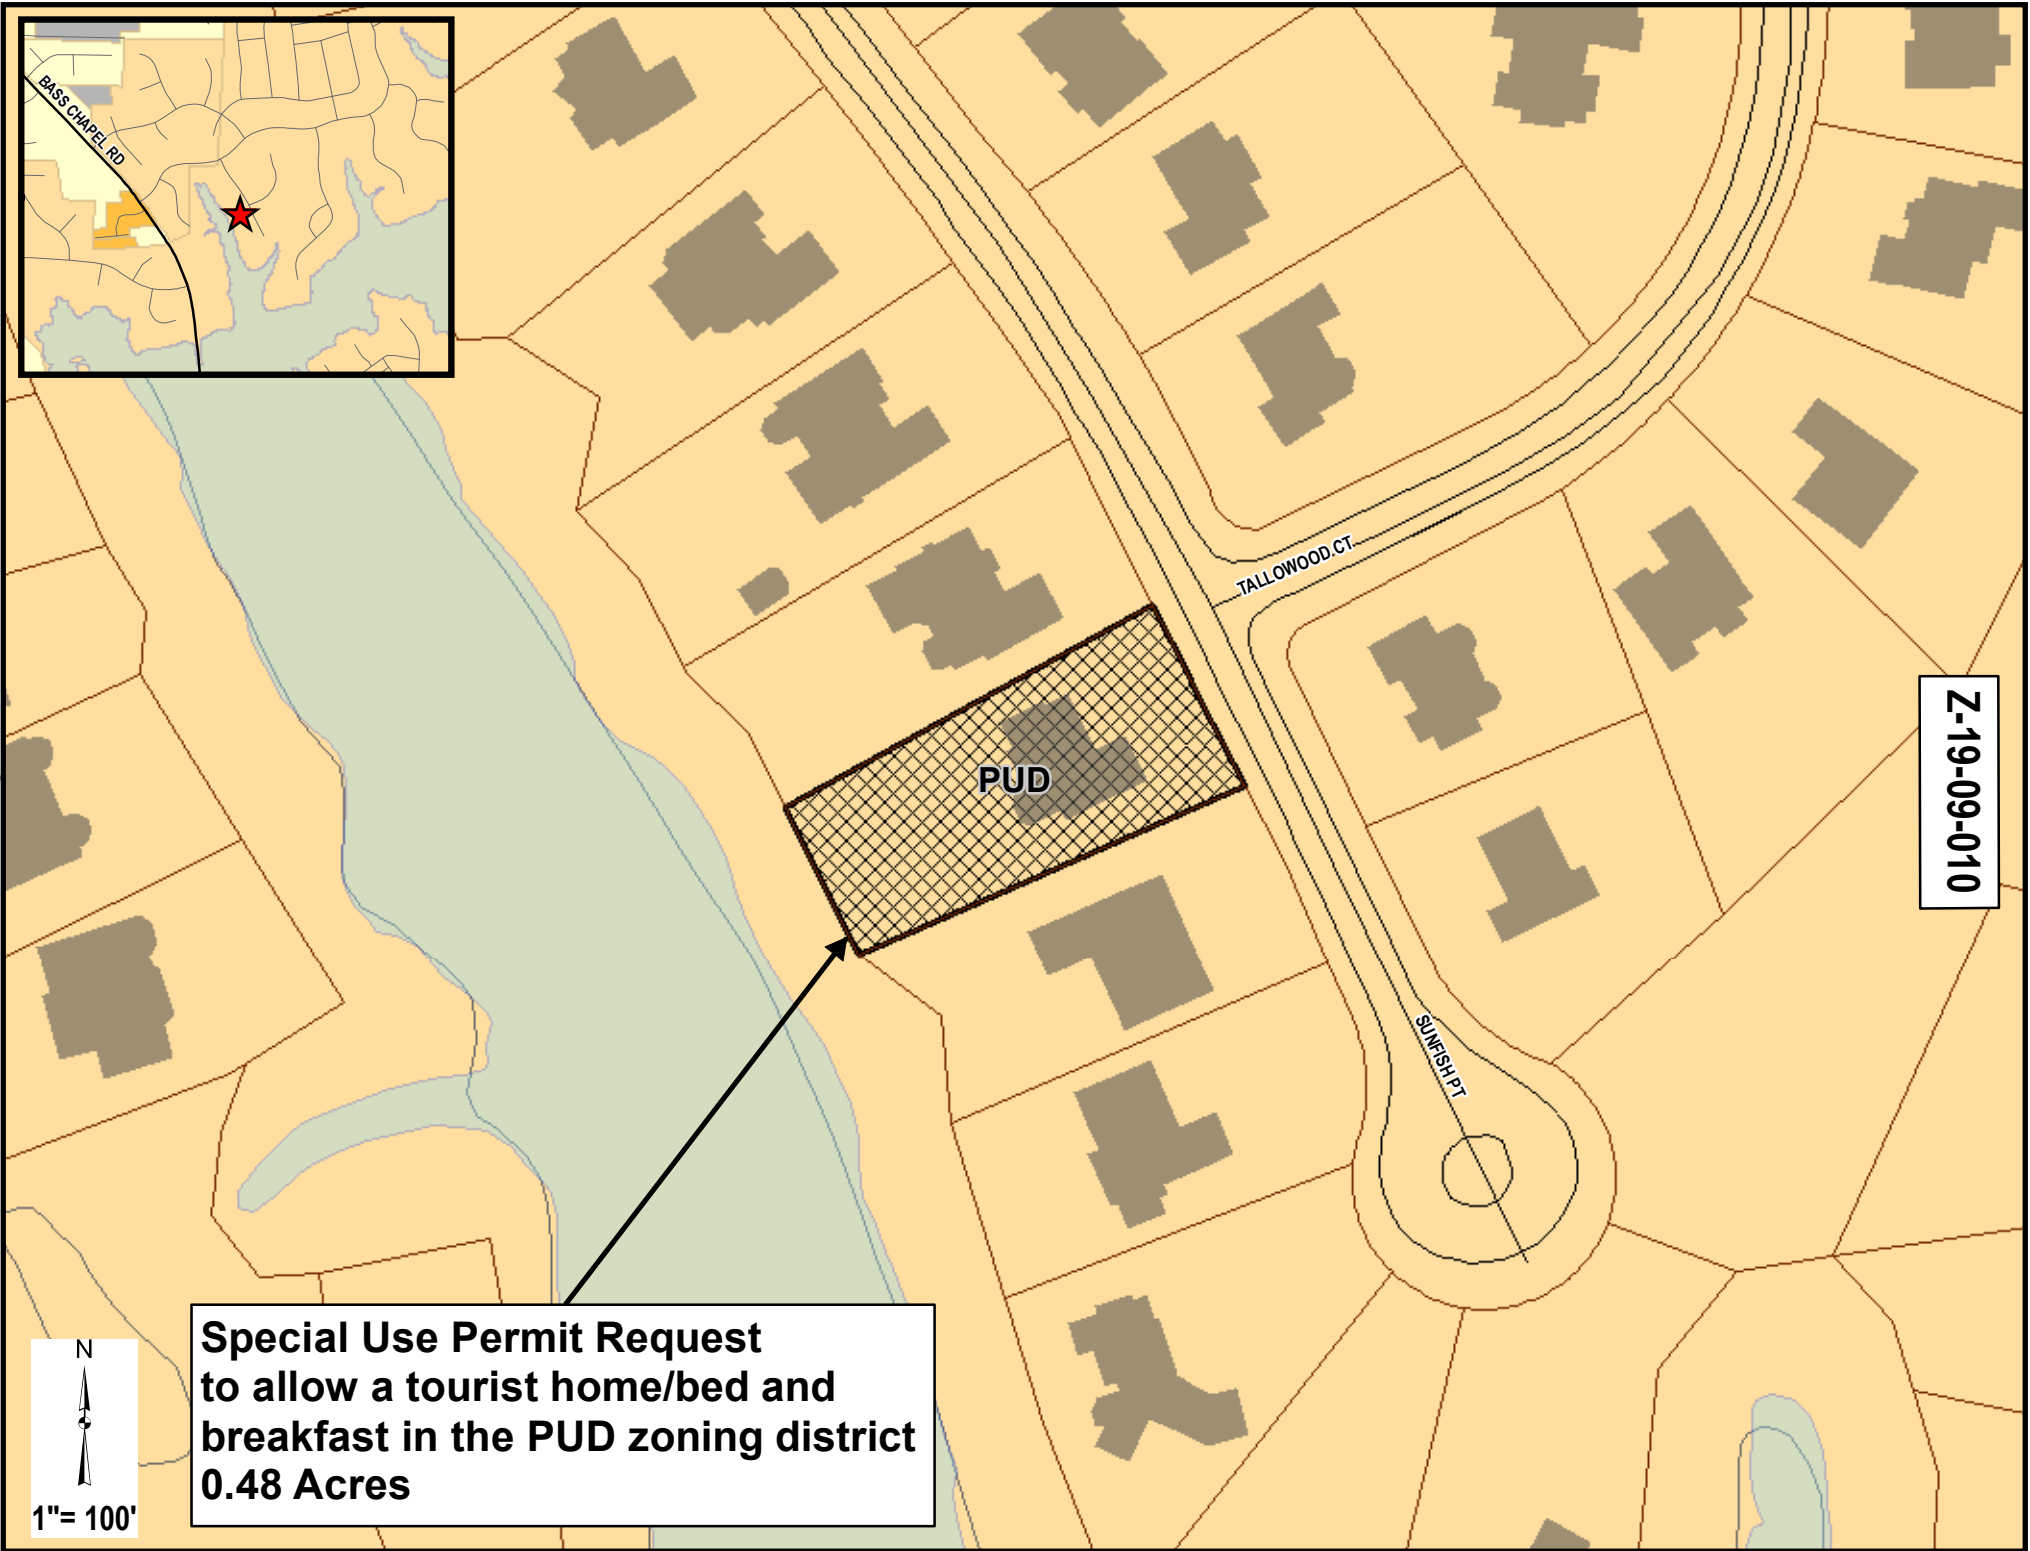 BASS CHAPEL RD
TALLOWOOD CT
PUD
Z-19-09-010
SUNFISH PT
Special Use Permit Request
to allow a tourist home/bed and
breakfast in the PUD zoning district
0.48 Acres
N
1"= 100'